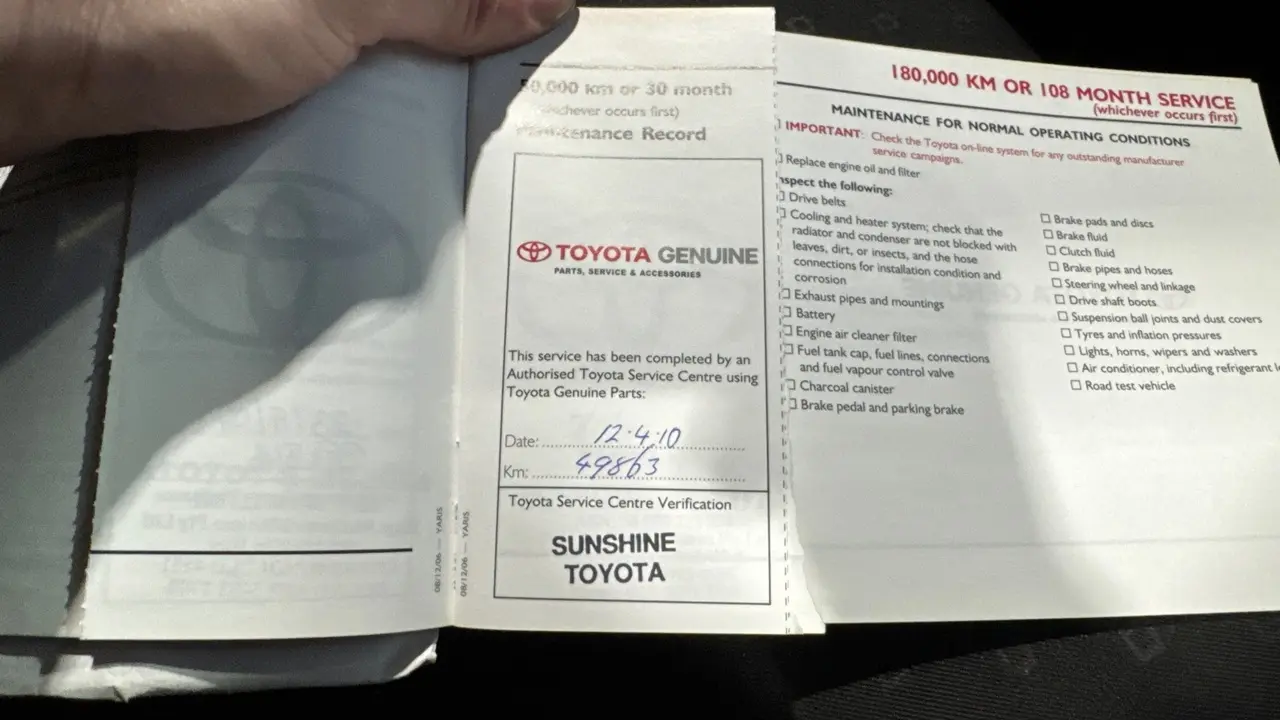 50,000 km or 30 month
(whichever occurs first)
Maintenance Record
TOYOTA GENUINE
PARTS, SERVICE & ACCESSORIES
This service has been completed by an
Authorised Toyota Service Centre using
Toyota Genuine Parts:
Date: 12.4.10
Km: 49863
Toyota Service Centre Verification
SUNSHINE
TOYOTA
08/12/06 — YARIS
08/12/06 — YARIS
180,000 KM OR 108 MONTH SERVICE
(whichever occurs first)
MAINTENANCE FOR NORMAL OPERATING CONDITIONS
IMPORTANT: Check the Toyota on-line system for any outstanding manufacturer
service campaigns.
Replace engine oil and filter
nspect the following:
Drive belts
Cooling and heater system; check that the
radiator and condenser are not blocked with
leaves, dirt, or insects, and the hose
connections for installation condition and
corrosion
Exhaust pipes and mountings
Battery
Engine air cleaner filter
Fuel tank cap, fuel lines, connections
and fuel vapour control valve
Charcoal canister
Brake pedal and parking brake
Brake pads and discs
Brake fluid
Clutch fluid
Brake pipes and hoses
Steering wheel and linkage
Drive shaft boots
Suspension ball joints and dust covers
Tyres and inflation pressures
Lights, horns, wipers and washers
Air conditioner, including refrigerant
Road test vehicle